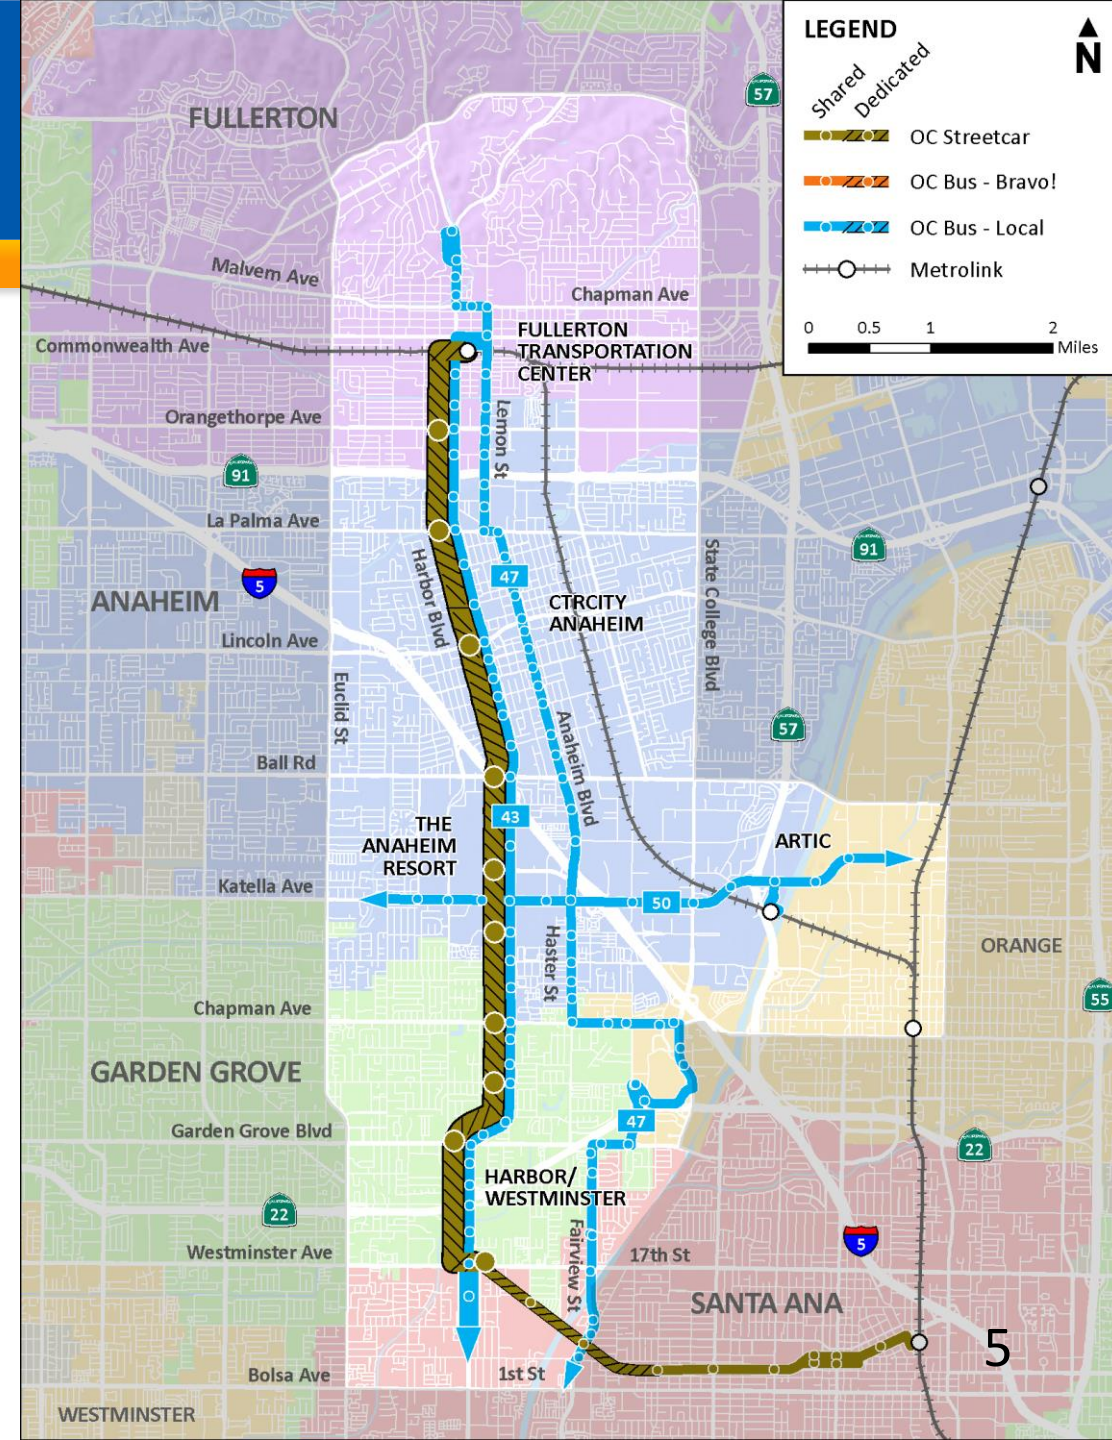 LEGEND
N
Shared
Dedicated
OC Streetcar
OC Bus - Bravo!
OC Bus - Local
Metrolink
0 0.5 1 2
Miles
57
FULLERTON
Malvern Ave
Chapman Ave
FULLERTON
TRANSPORTATION
CENTER
Commonwealth Ave
Orangethorpe Ave
Lemon St
91
La Palma Ave
91
State College Blvd
Harbor Blvd
47
5
ANAHEIM
CTRCITY
ANAHEIM
Lincoln Ave
Euclid St
57
Anaheim Blvd
Ball Rd
43
THE
ANAHEIM
RESORT
ARTIC
Katella Ave
50
Haster St
ORANGE
55
Chapman Ave
GARDEN GROVE
47
Garden Grove Blvd
22
HARBOR/
WESTMINSTER
22
Fairview St
5
Westminster Ave
17th St
SANTA ANA
5
Bolsa Ave
1st St
WESTMINSTER